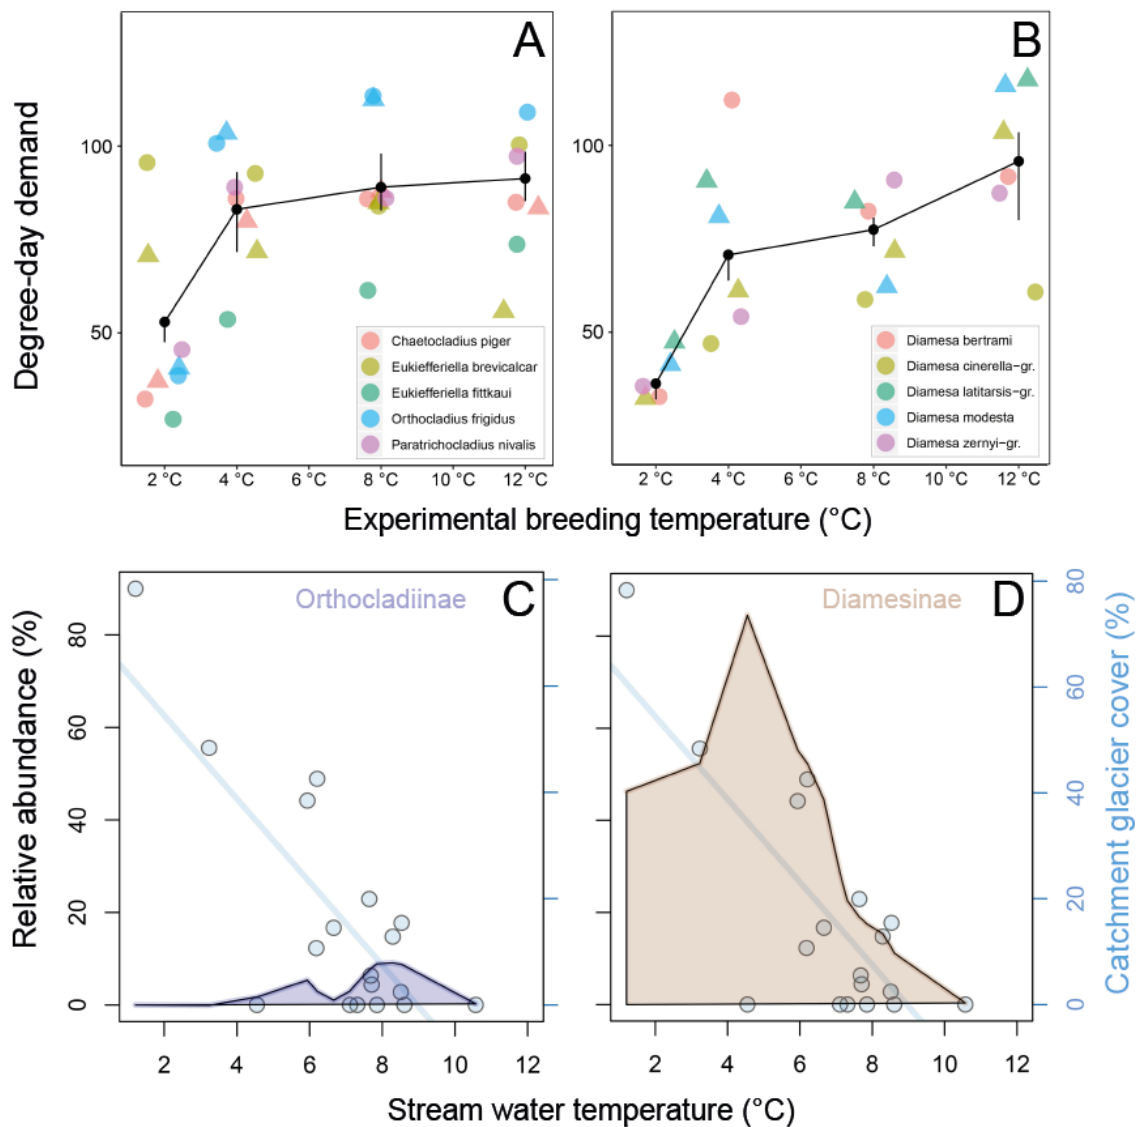 A
B
Degree-day demand
100
50
100
50
Chaetocladius piger
Eukiefferiella brevicalcar
Eukiefferiella fittkaui
Orthocladius frigidus
Paratrichocladius nivalis
Diamesa bertrami
Diamesa cinerella−gr.
Diamesa latitarsis−gr.
Diamesa modesta
Diamesa zernyi−gr.
2 °C 4 °C 6 °C 8 °C 10 °C 12 °C
2 °C 4 °C 6 °C 8 °C 10 °C 12 °C
Experimental breeding temperature (°C)
Orthocladiinae C
Diamesinae D
Relative abundance (%)
80
60
40
20
0
80
60
40
20
0
Catchment glacier cover (%)
2 4 6 8 10 12
2 4 6 8 10 12
Stream water temperature (°C)